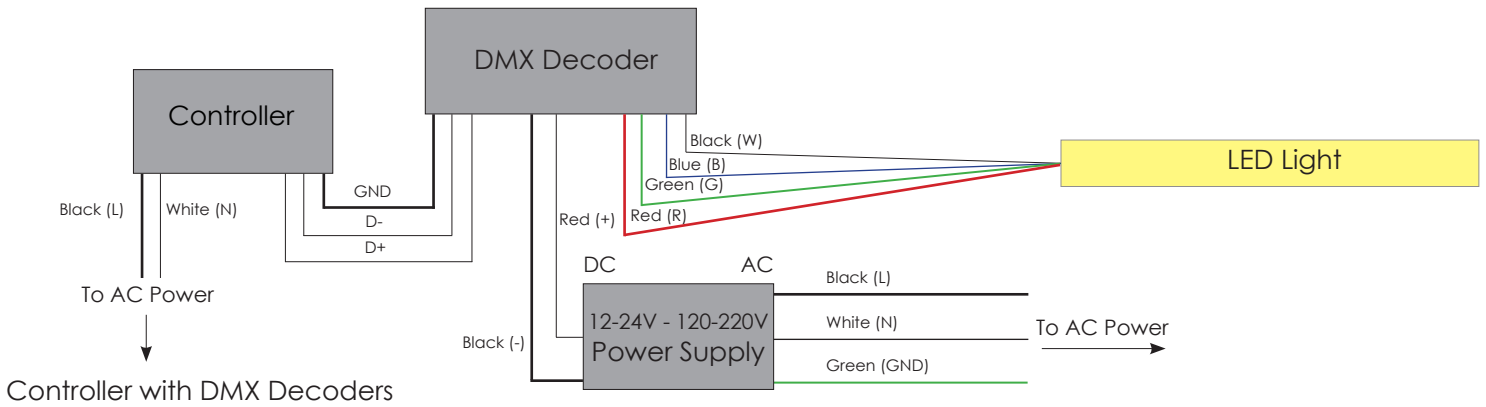 DMX Decoder
Controller
Black (W)
Blue (B)
Green (G)
Red (R)
LED Light
GND
D-
D+
Black (L)
White (N)
Red (+)
To AC Power
DC
AC
12-24V - 120-220V
Power Supply
Black (L)
White (N)
Green (GND)
To AC Power
Black (-)
Controller with DMX Decoders